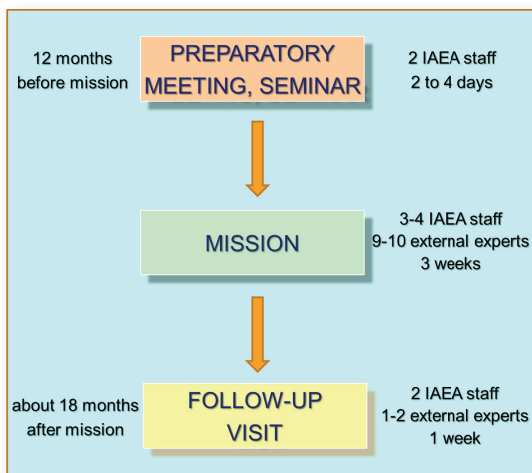 12 months
before mission
PREPARATORY
MEETING, SEMINAR
2 IAEA staff
2 to 4 days
MISSION
3-4 IAEA staff
9-10 external experts
3 weeks
about 18 months
after mission
FOLLOW-UP
VISIT
2 IAEA staff
1-2 external experts
1 week